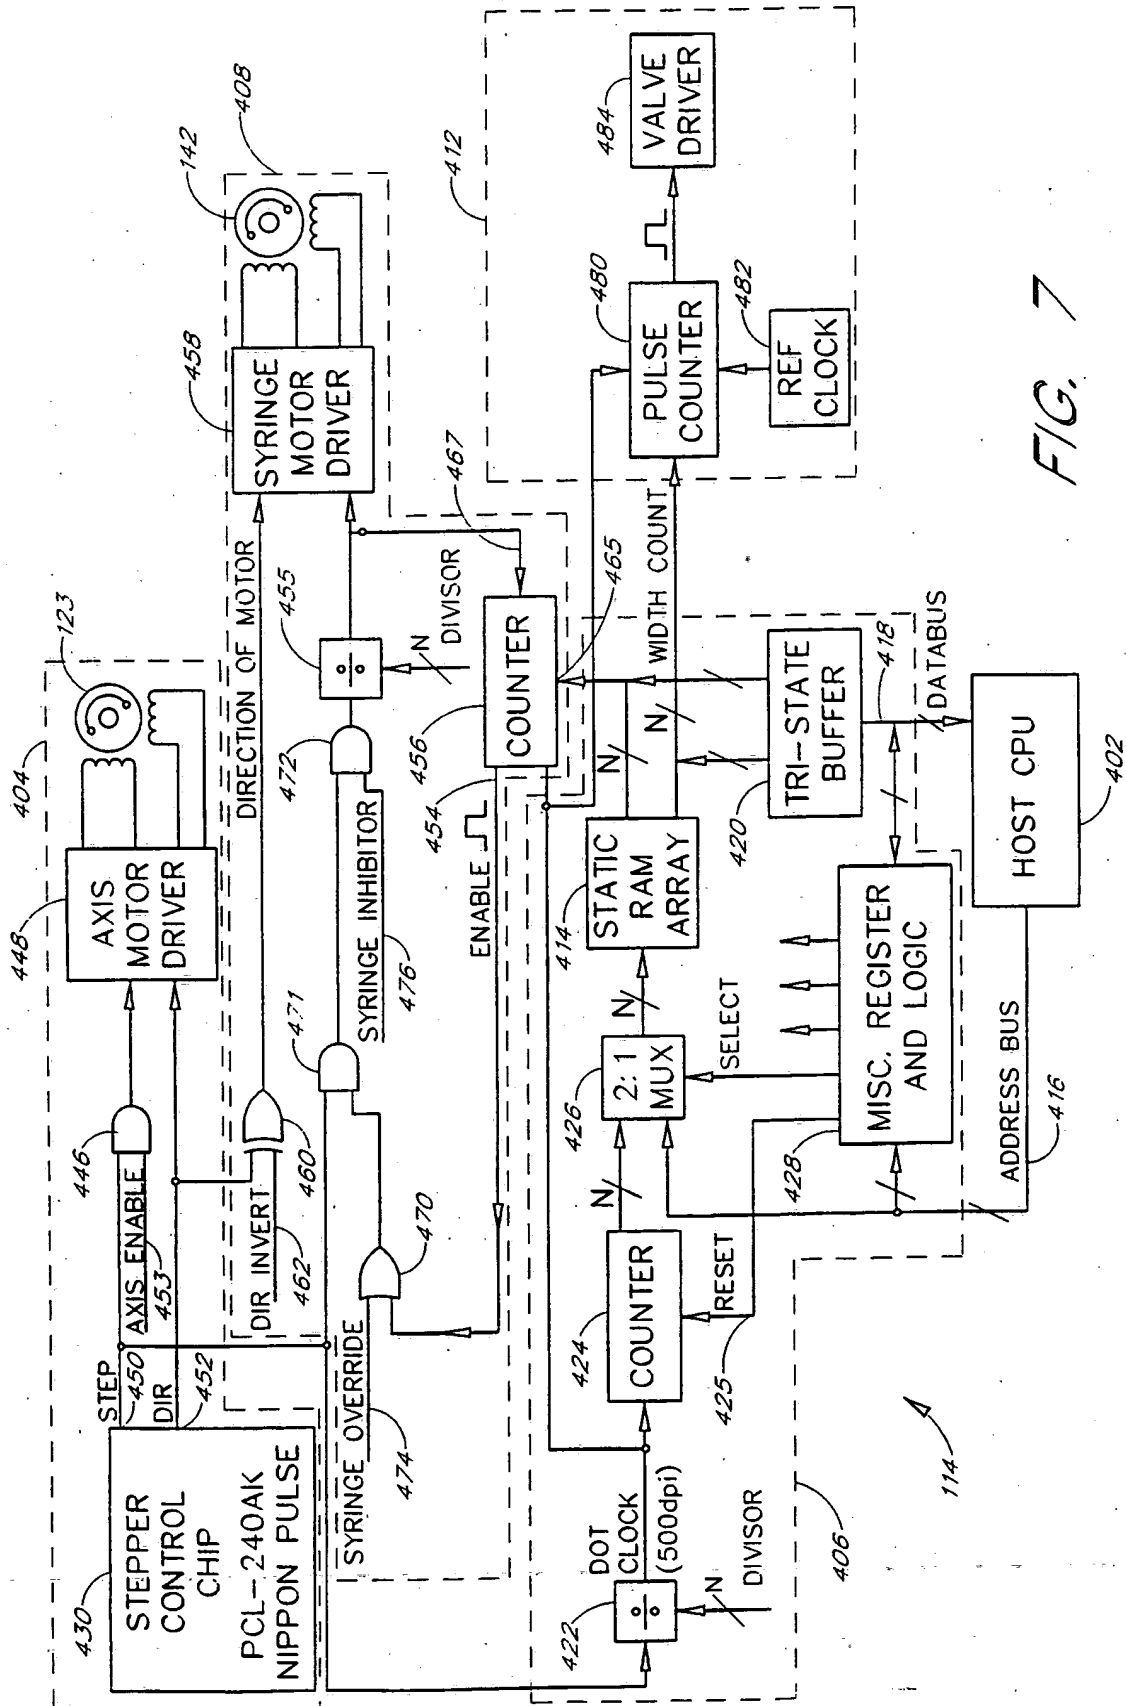 404
123
448
AXIS
MOTOR
DRIVER
446
AXIS ENABLE
453
STEP
450
DIR
452
430
STEPPER
CONTROL
CHIP
PCL-240AK
NIPPON PULSE
142
408
458
SYRINGE
MOTOR
DRIVER
DIRECTION OF MOTOR
460
DIR INVERT
462
455
N
DIVISOR
467
472
SYRINGE INHIBITOR
476
471
470
SYRINGE OVERRIDE
474
456
COUNTER
465
454
ENABLE
412
484
VALVE
DRIVER
480
PULSE
COUNTER
482
REF
CLOCK
WIDTH COUNT
N
N
414
STATIC
RAM
ARRAY
N
426
2:1
MUX
SELECT
N
424
COUNTER
RESET
425
DOT
CLOCK
(500dpi)
422
N
DIVISOR
406
420
TRI-STATE
BUFFER
418
DATABUS
428
MISC. REGISTER
AND LOGIC
HOST CPU
402
ADDRESS BUS
416
114
FIG. 7